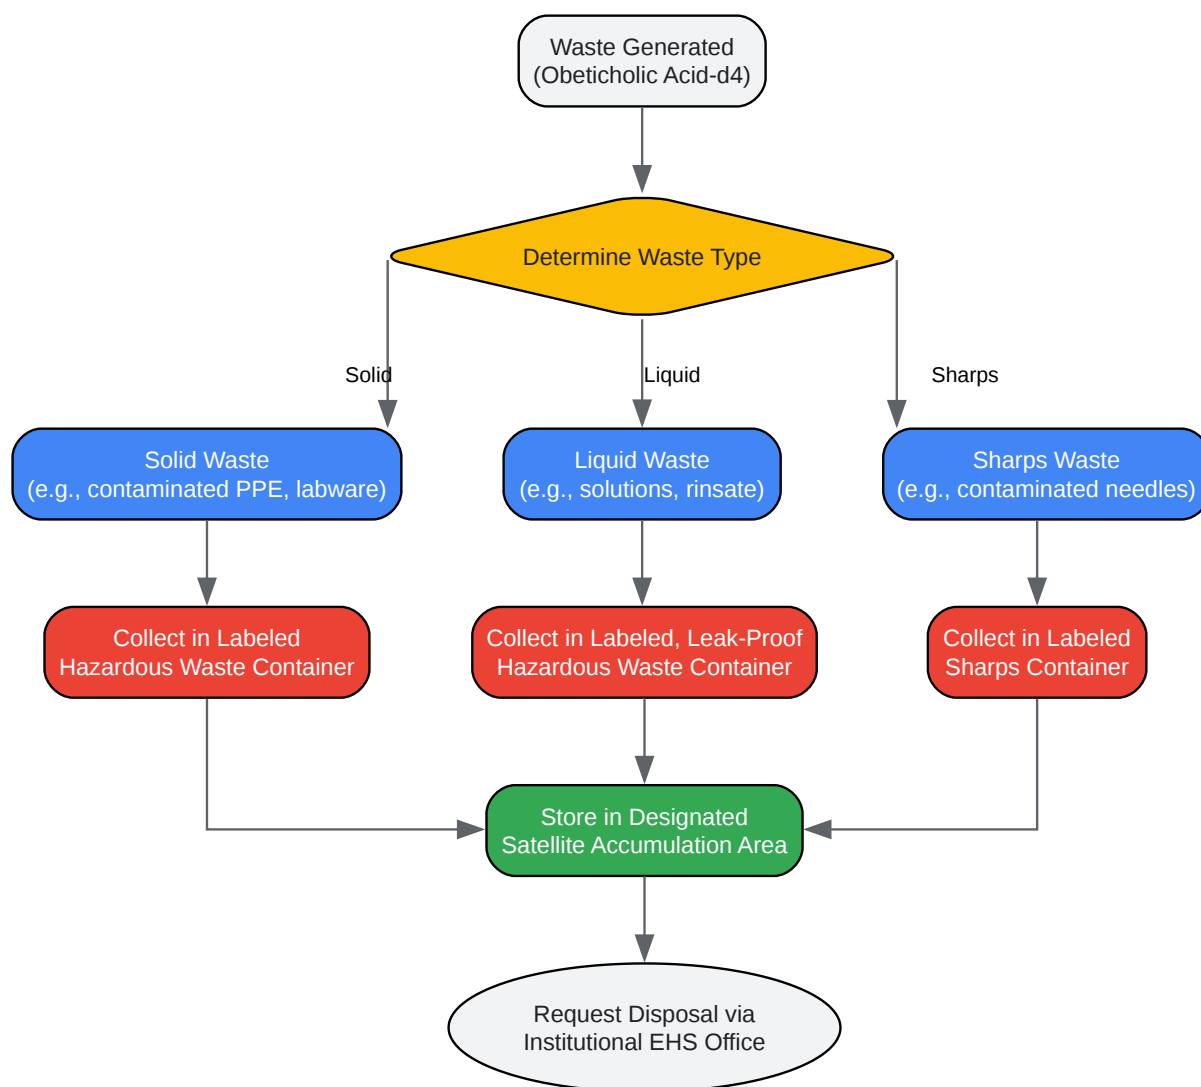 Waste Generated
(Obeticholic Acid-d4)
Determine Waste Type
Solid
Liquid
Sharps
Solid Waste
(e.g., contaminated PPE, labware)
Liquid Waste
(e.g., solutions, rinsate)
Sharps Waste
(e.g., contaminated needles)
Collect in Labeled
Hazardous Waste Container
Collect in Labeled, Leak-Proof
Hazardous Waste Container
Collect in Labeled
Sharps Container
Store in Designated
Satellite Accumulation Area
Request Disposal via
Institutional EHS Office